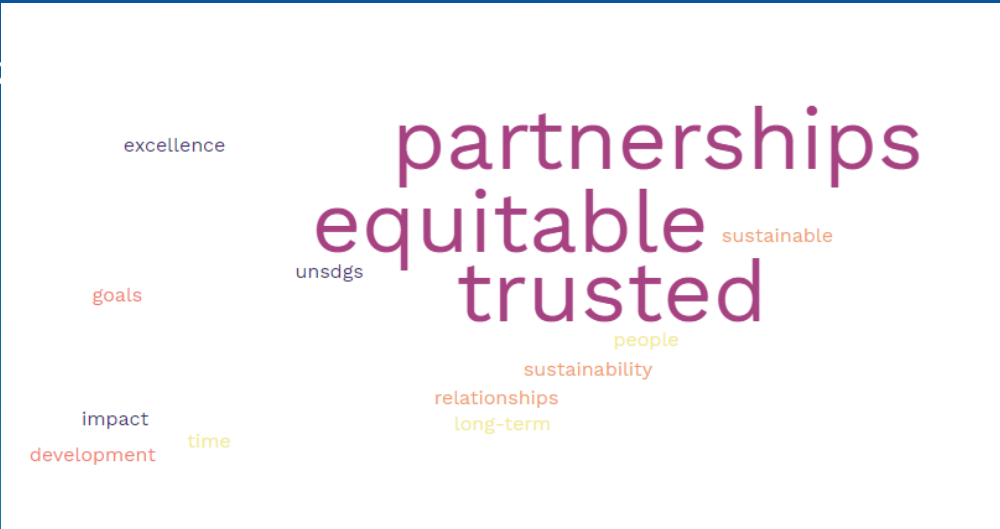 partnerships
excellence
equitable
sustainable
unsdgs
trusted
goals
people
sustainability
relationships
impact
long-term
time
development